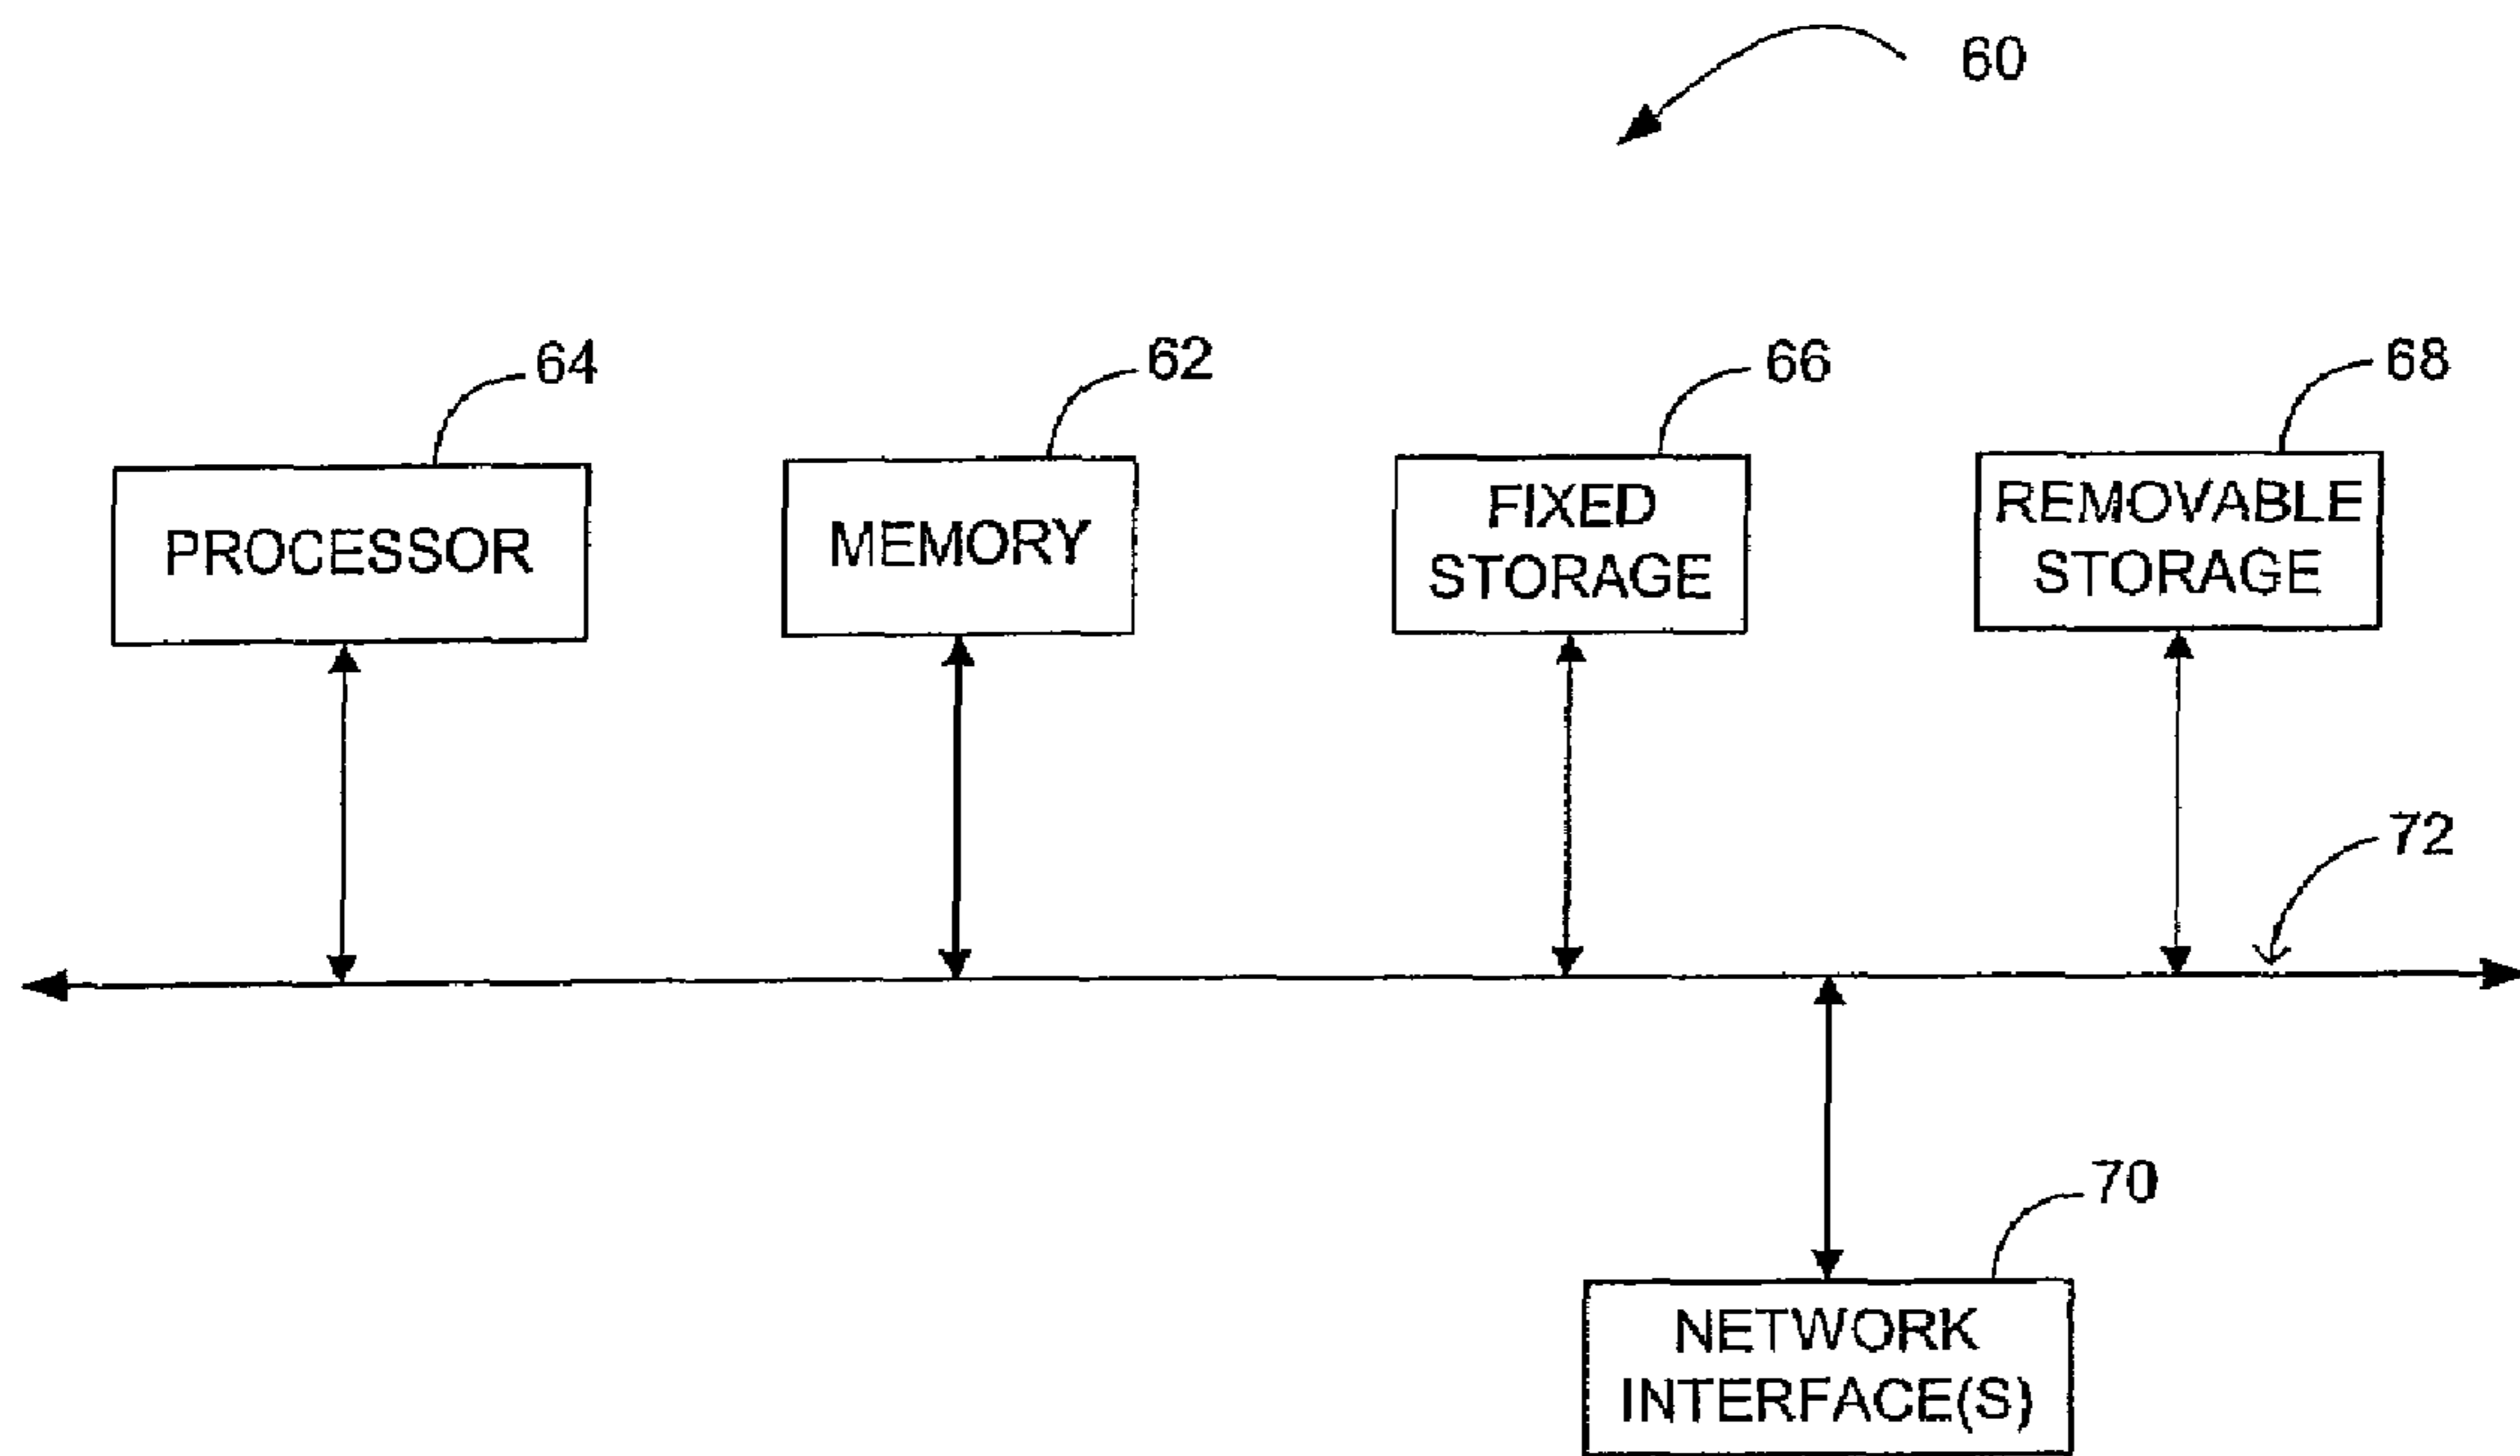 60
64
62
66
68
PROCESSOR
MEMORY
FIXED
STORAGE
REMOVABLE
STORAGE
72
70
NETWORK
INTERFACE(S)